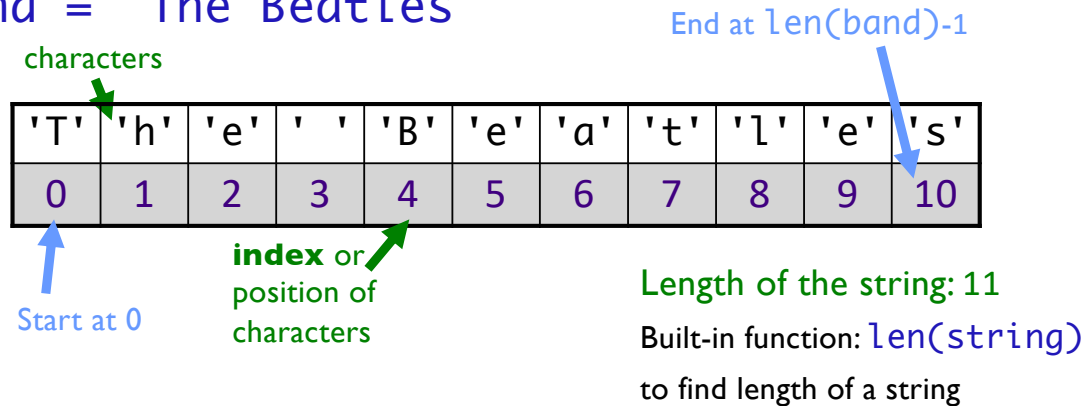 = The Beatles
End at len(band)-1
characters
'T' 'h' 'e' ' ' 'B' 'e' 'a' 't' 'l' 'e' 's'
0 1 2 3 4 5 6 7 8 9 10
index or
position of
characters
Start at 0
Length of the string: 11
Built-in function: len(string)
to find length of a string